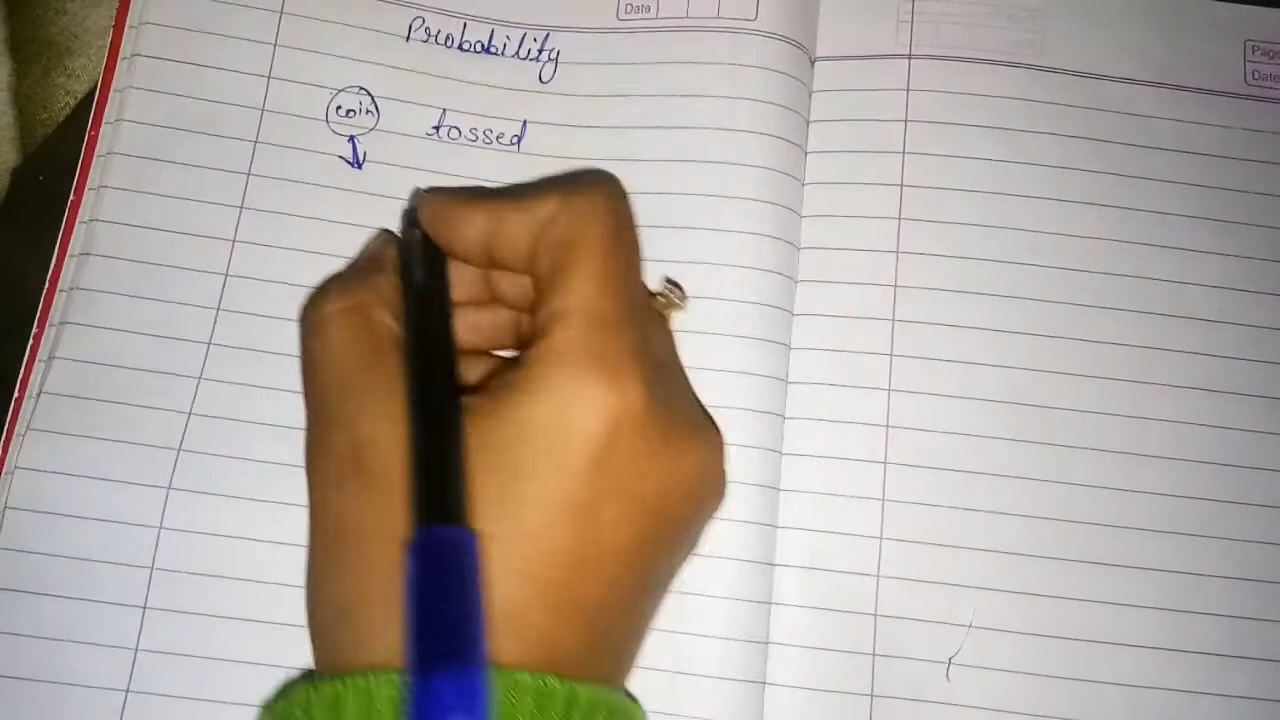 Date
Probability
Page
Date
coin tossed